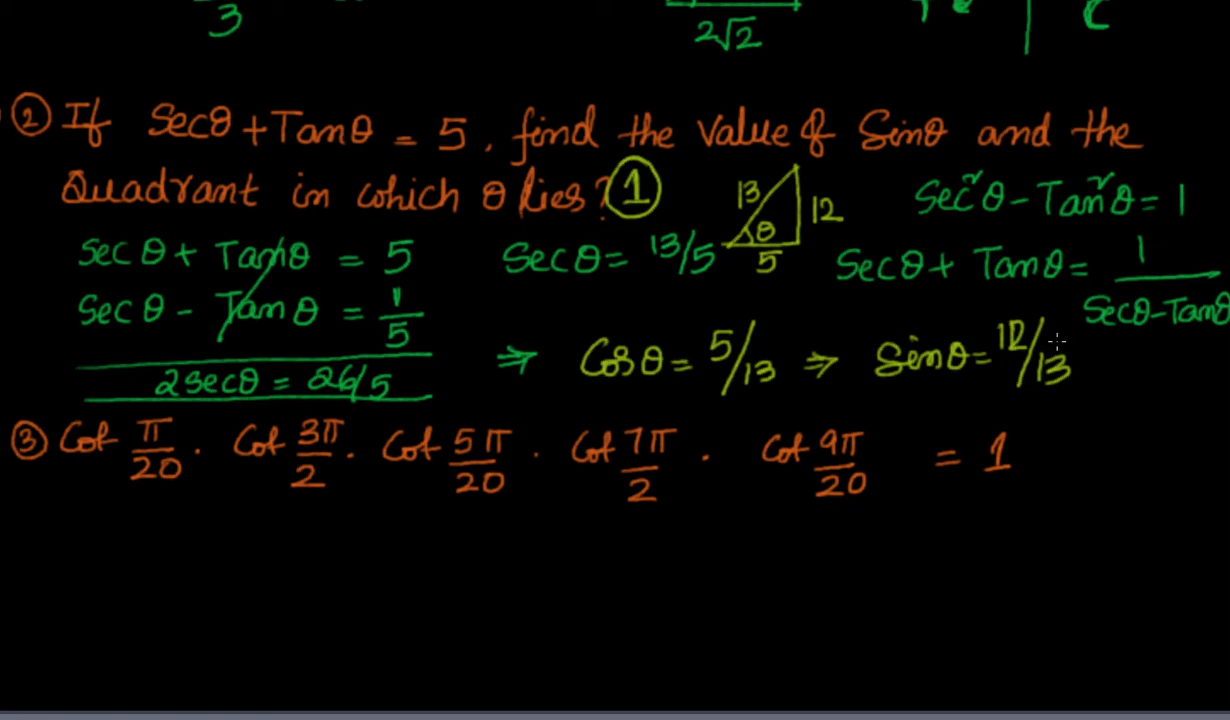 3
2√2
② If Secθ + Tanθ = 5, find the value of Sinθ and the
Quadrant in which θ lies? ①
13 12 θ 5
Sec²θ - Tan²θ = 1
Secθ + Tanθ = 5
Secθ = 13/5
Secθ + Tanθ = 1/(Secθ-Tanθ
Secθ - Tanθ = 1/5
2secθ = 26/5
⇒ Cosθ = 5/13 ⇒ Sinθ = 12/13
③ Cot π/20 . Cot 3π/2 . Cot 5π/20 . Cot 7π/2 . Cot 9π/20 = 1